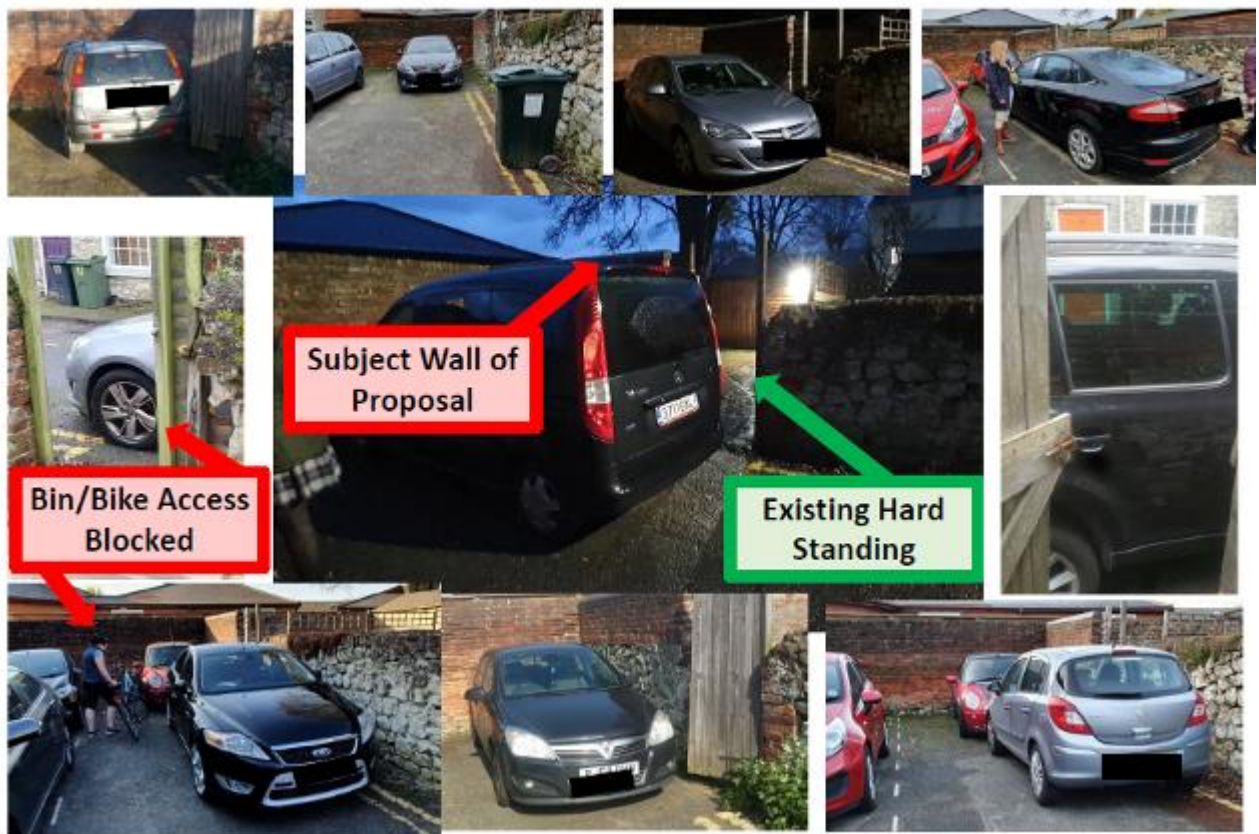 Subject Wall of
Proposal
Bin/Bike Access
Blocked
Existing Hard
Standing